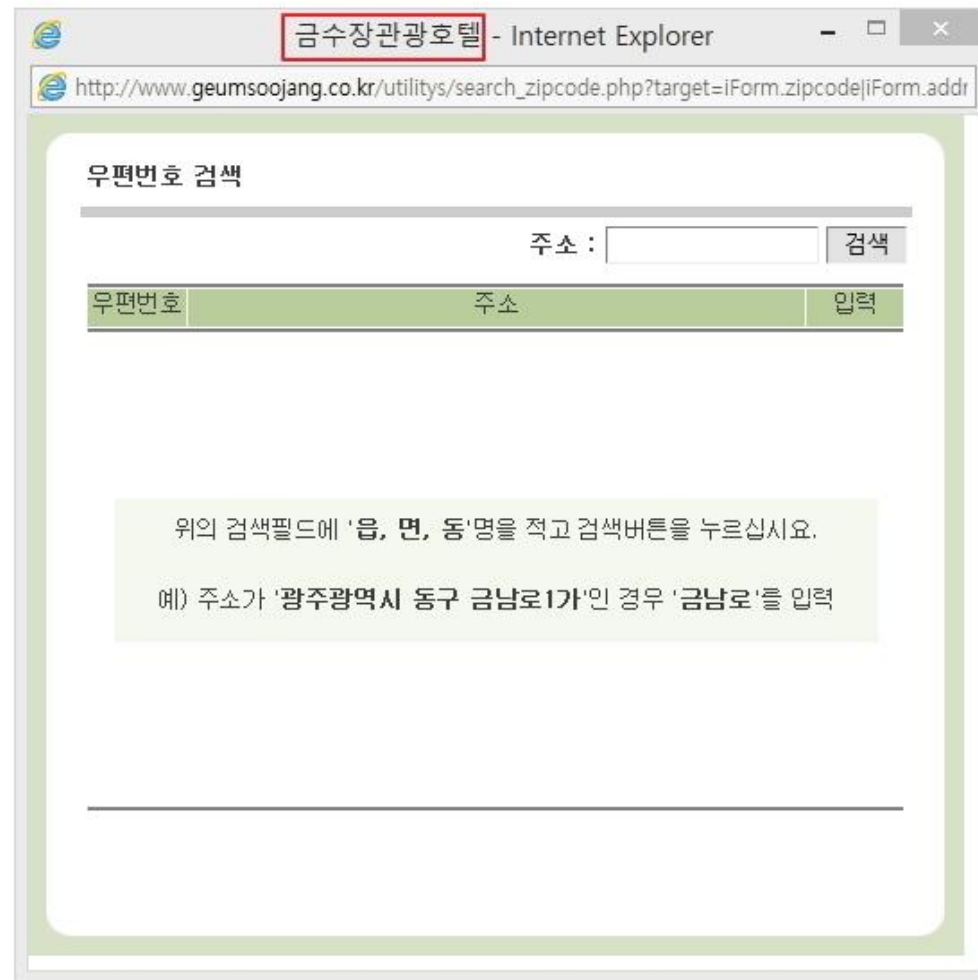 금수장관광호텔 - Internet Explorer
http://www.geumsoojang.co.kr/utilitys/search_zipcode.php?target=iForm.zipcode|iForm.addr
우편번호 검색
주소 : 검색
우편번호 주소 입력
위의 검색필드에 '읍, 면, 동'명을 적고 검색버튼을 누르십시요.
예) 주소가 '광주광역시 동구 금남로1가'인 경우 '금남로'를 입력